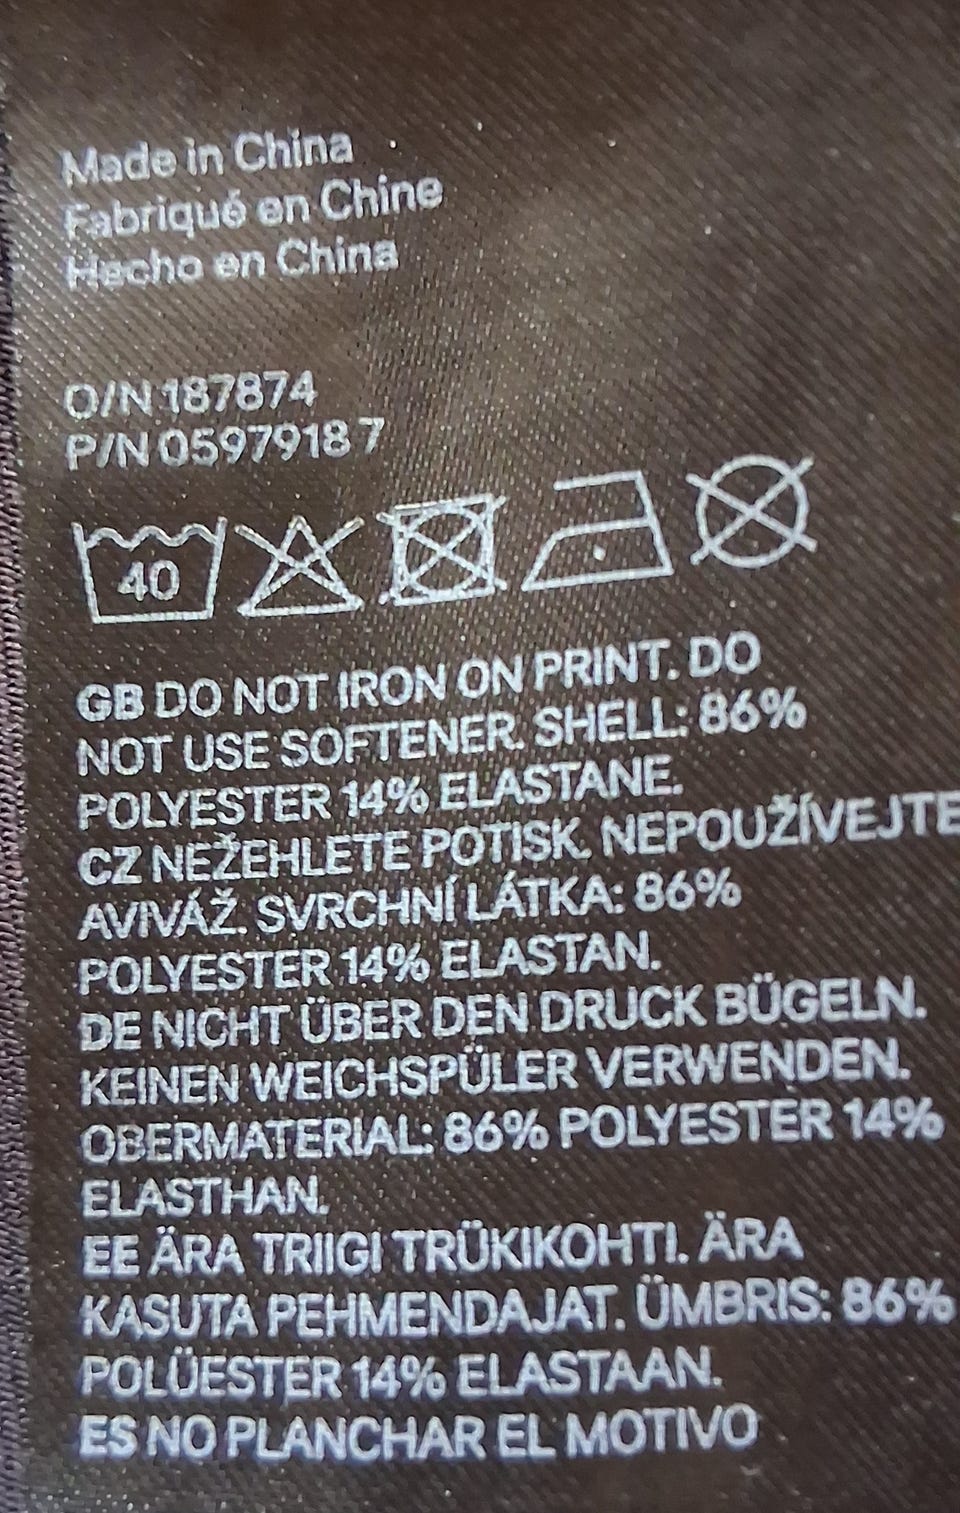 Made in China
Fabriqué en Chine
Hecho en China
O/N 187874
P/N 0597918 7
40
GB DO NOT IRON ON PRINT. DO
NOT USE SOFTENER. SHELL: 86%
POLYESTER 14% ELASTANE.
CZ NEŽEHLETE POTISK. NEPOUŽÍVEJTE
AVIVÁŽ. SVRCHNÍ LÁTKA: 86%
POLYESTER 14% ELASTAN.
DE NICHT ÜBER DEN DRUCK BÜGELN.
KEINEN WEICHSPÜLER VERWENDEN.
OBERMATERIAL: 86% POLYESTER 14%
ELASTHAN.
EE ÄRA TRIIGI TRÜKIKOHTI. ÄRA
KASUTA PEHMENDAJAT. ÜMBRIS: 86%
POLÜESTER 14% ELASTAAN.
ES NO PLANCHAR EL MOTIVO